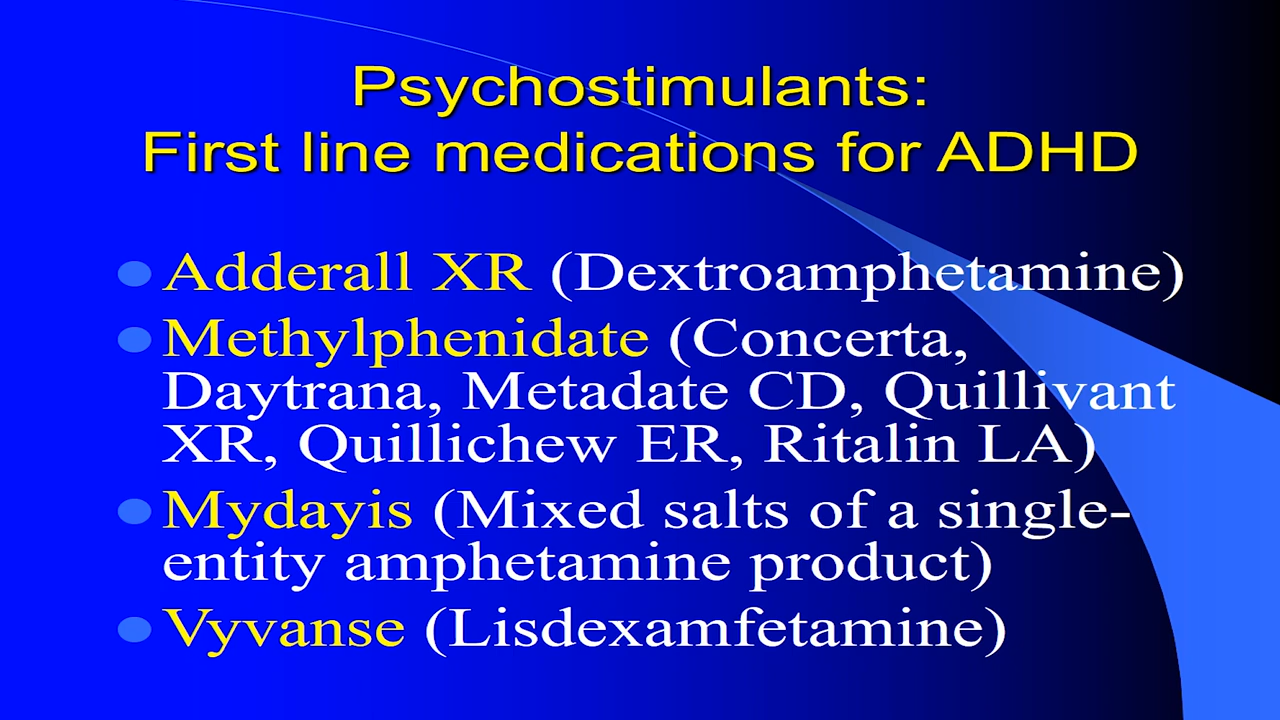 Psychostimulants:
First line medications for ADHD
Adderall XR (Dextroamphetamine)
Methylphenidate (Concerta,
Daytrana, Metadate CD, Quillivant
XR, Quillichew ER, Ritalin LA)
Mydayis (Mixed salts of a single-
entity amphetamine product)
Vyvanse (Lisdexamfetamine)